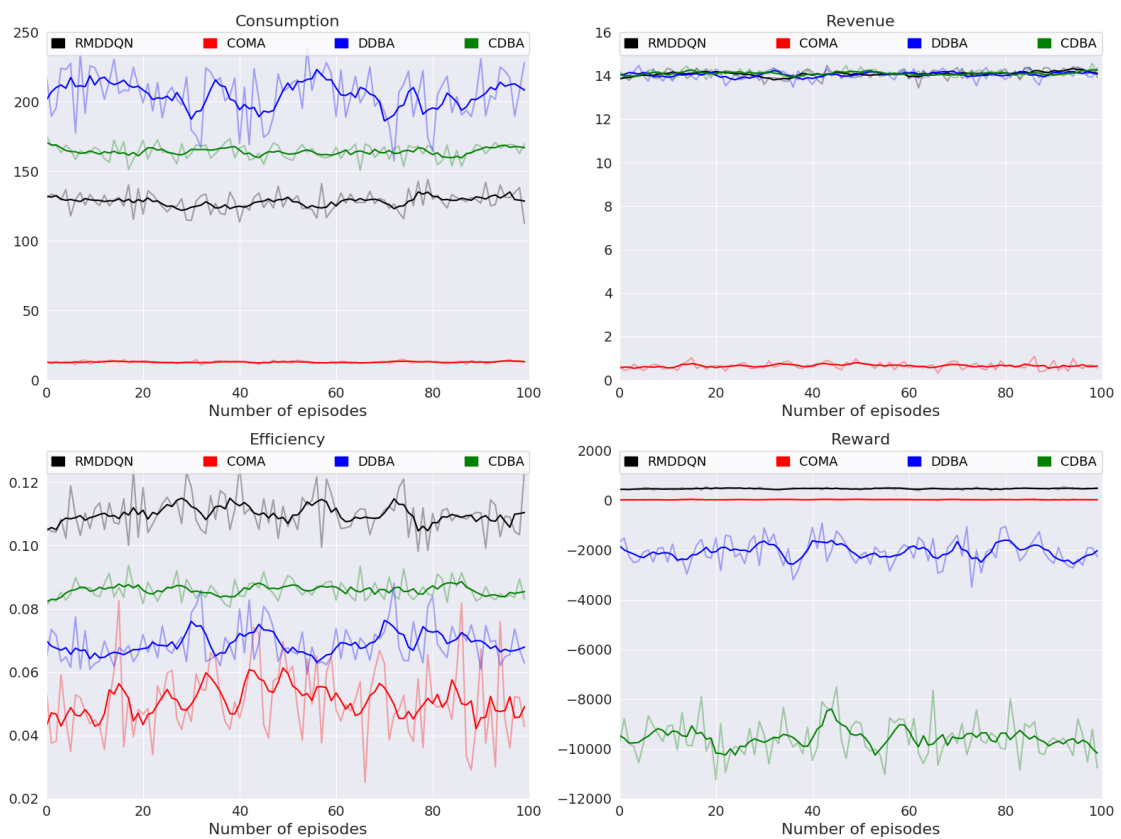 Consumption
RMDDQN COMA DDBA CDBA
250
200
150
100
50
0
0 20 40 60 80 100
Number of episodes
Revenue
RMDDQN COMA DDBA CDBA
16
14
12
10
8
6
4
2
0
0 20 40 60 80 100
Number of episodes
Efficiency
RMDDQN COMA DDBA CDBA
0.12
0.10
0.08
0.06
0.04
0.02
0 20 40 60 80 100
Number of episodes
Reward
RMDDQN COMA DDBA CDBA
2000
0
−2000
−4000
−6000
−8000
−10000
−12000
0 20 40 60 80 100
Number of episodes